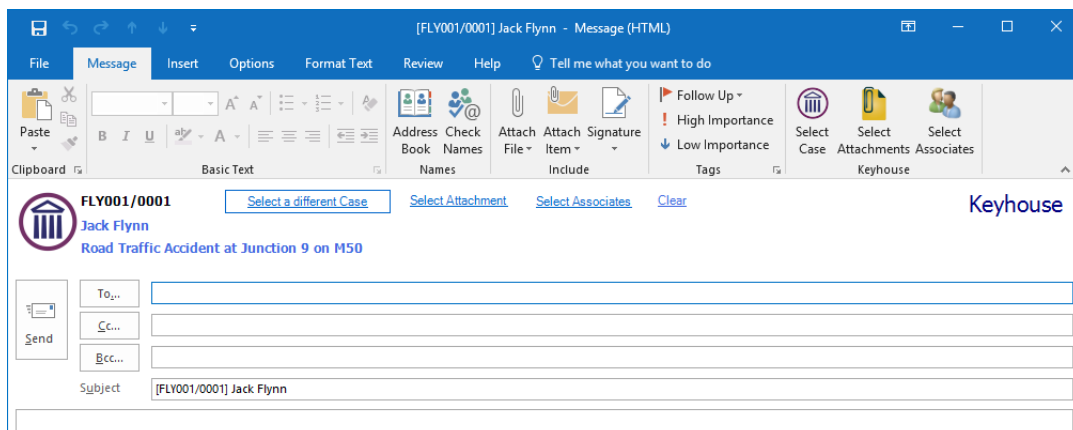 [FLY001/0001] Jack Flynn - Message (HTML)
File Message Insert Options Format Text Review Help Tell me what you want to do
Paste
Clipboard
B I U
Basic Text
Address Book
Check Names
Names
Attach File
Attach Item
Signature
Include
Follow Up
High Importance
Low Importance
Tags
Select Case
Select Attachments
Select Associates
Keyhouse
FLY001/0001 Select a different Case Select Attachment Select Associates Clear Keyhouse
Jack Flynn
Road Traffic Accident at Junction 9 on M50
To...
Cc...
Send
Bcc...
Subject [FLY001/0001] Jack Flynn